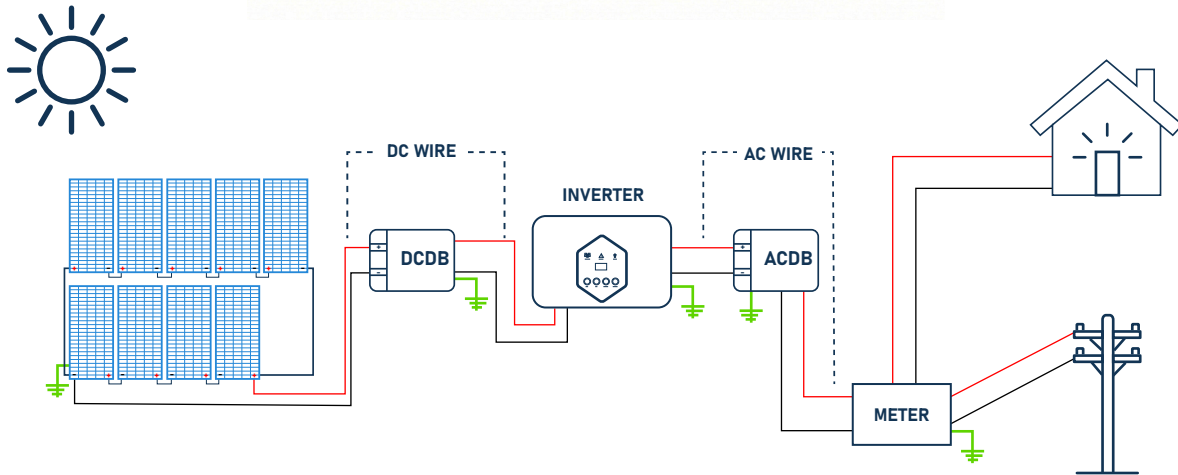 DC WIRE
AC WIRE
INVERTER
DCDB
ACDB
METER